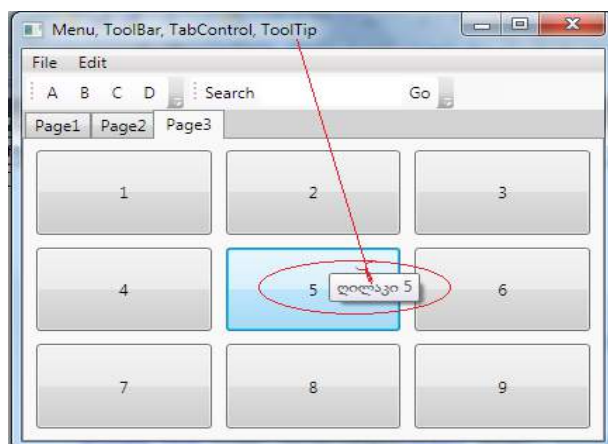 Menu, ToolBar, TabControl, ToolTip
File Edit
A B C D Search Go
Page1 Page2 Page3
1 2 3
4 5 ღილაკი 5 6
7 8 9